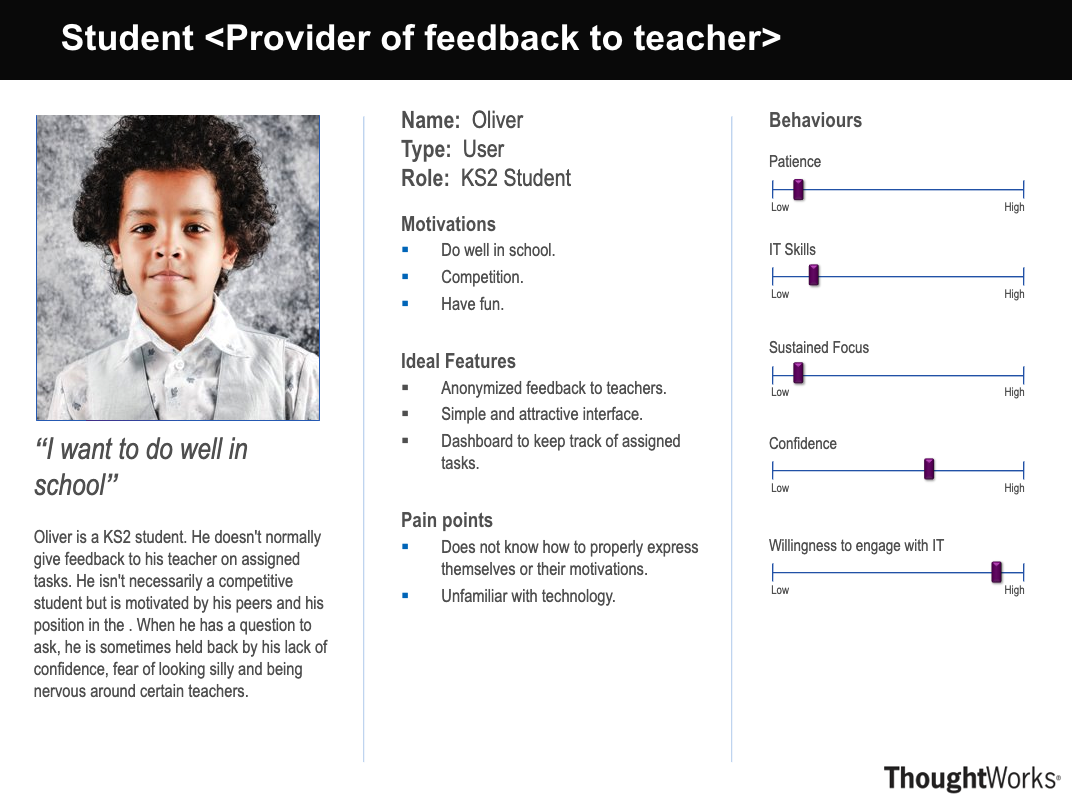 Student <Provider of feedback to teacher>
“I want to do well in
school”
Oliver is a KS2 student. He doesn't normally
give feedback to his teacher on assigned
tasks. He isn't necessarily a competitive
student but is motivated by his peers and his
position in the . When he has a question to
ask, he is sometimes held back by his lack of
confidence, fear of looking silly and being
nervous around certain teachers.
Name: Oliver
Type: User
Role: KS2 Student
Motivations
▪ Do well in school.
▪ Competition.
▪ Have fun.
Ideal Features
▪ Anonymized feedback to teachers.
▪ Simple and attractive interface.
▪ Dashboard to keep track of assigned
tasks.
Pain points
▪ Does not know how to properly express
themselves or their motivations.
▪ Unfamiliar with technology.
Behaviours
Patience
Low High
IT Skills
Low High
Sustained Focus
Low High
Confidence
Low High
Willingness to engage with IT
Low High
ThoughtWorks®